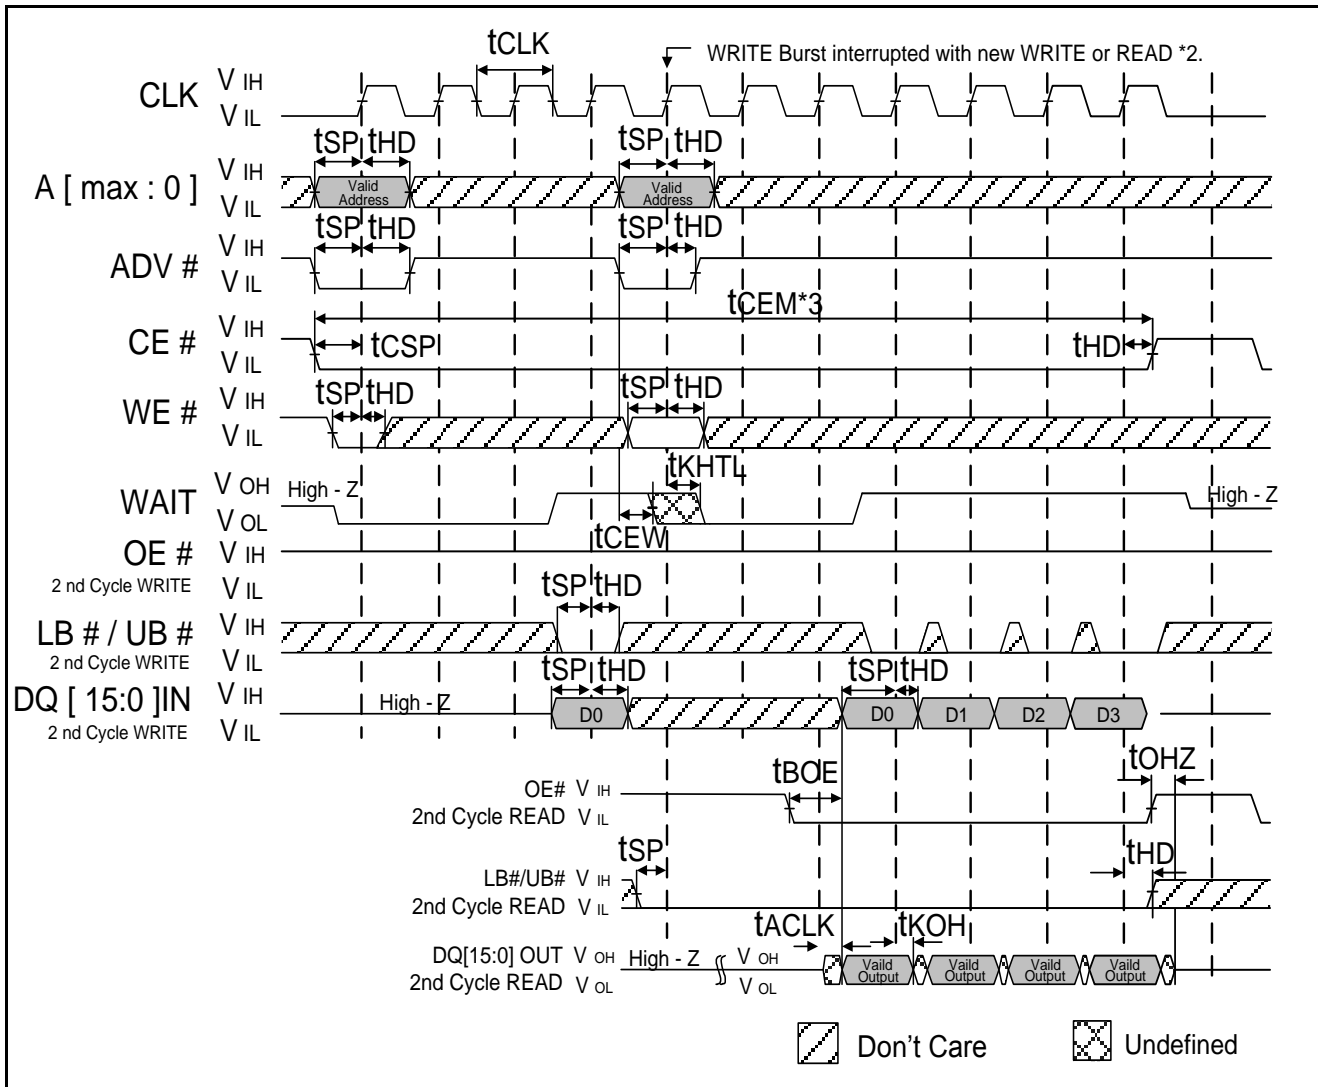 tCLK
WRITE Burst interrupted with new WRITE or READ *2.
CLK
V IH
V IL
tSP tHD
tSP tHD
A [ max : 0 ]
V IH
V IL
Valid Address
Valid Address
tSP tHD
tSP tHD
ADV #
V IH
V IL
tCEM*3
CE #
V IH
V IL
tCSP
tHD
tSP tHD
tSP tHD
WE #
V IH
V IL
tKHTL
WAIT
V OH
V OL
High - Z
High - Z
tCEW
OE #
2 nd Cycle WRITE
V IH
V IL
tSP tHD
LB # / UB #
2 nd Cycle WRITE
V IH
V IL
tSP tHD
tSP tHD
DQ [ 15:0 ]IN
2 nd Cycle WRITE
V IH
V IL
High - Z
D0
D0
D1
D2
D3
tBOE
tOHZ
OE# V IH
2nd Cycle READ V IL
tSP
tHD
LB#/UB# V IH
2nd Cycle READ V IL
tACLK
tKOH
DQ[15:0] OUT V OH High - Z V OH
2nd Cycle READ V OL V OL
Vaild Output
Vaild Output
Vaild Output
Vaild Output
Don't Care
Undefined